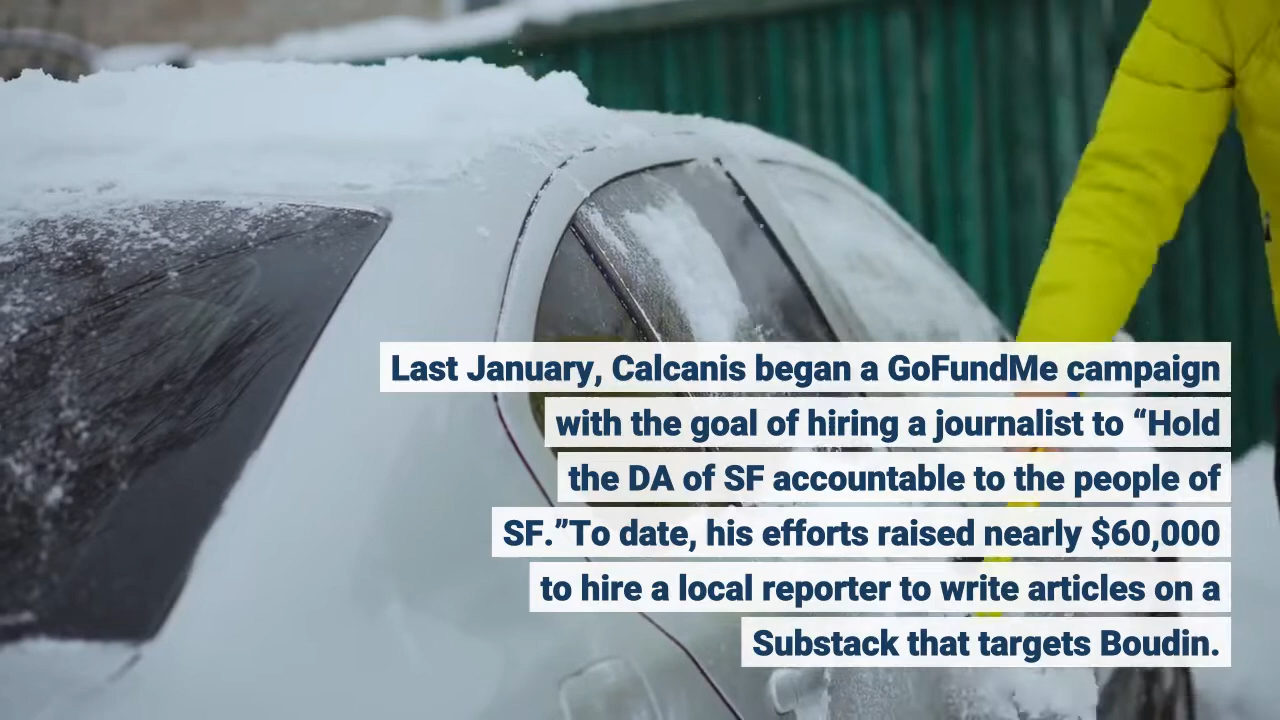 Last January, Calcanis began a GoFundMe campaign
with the goal of hiring a journalist to “Hold
the DA of SF accountable to the people of
SF.”To date, his efforts raised nearly $60,000
to hire a local reporter to write articles on a
Substack that targets Boudin.